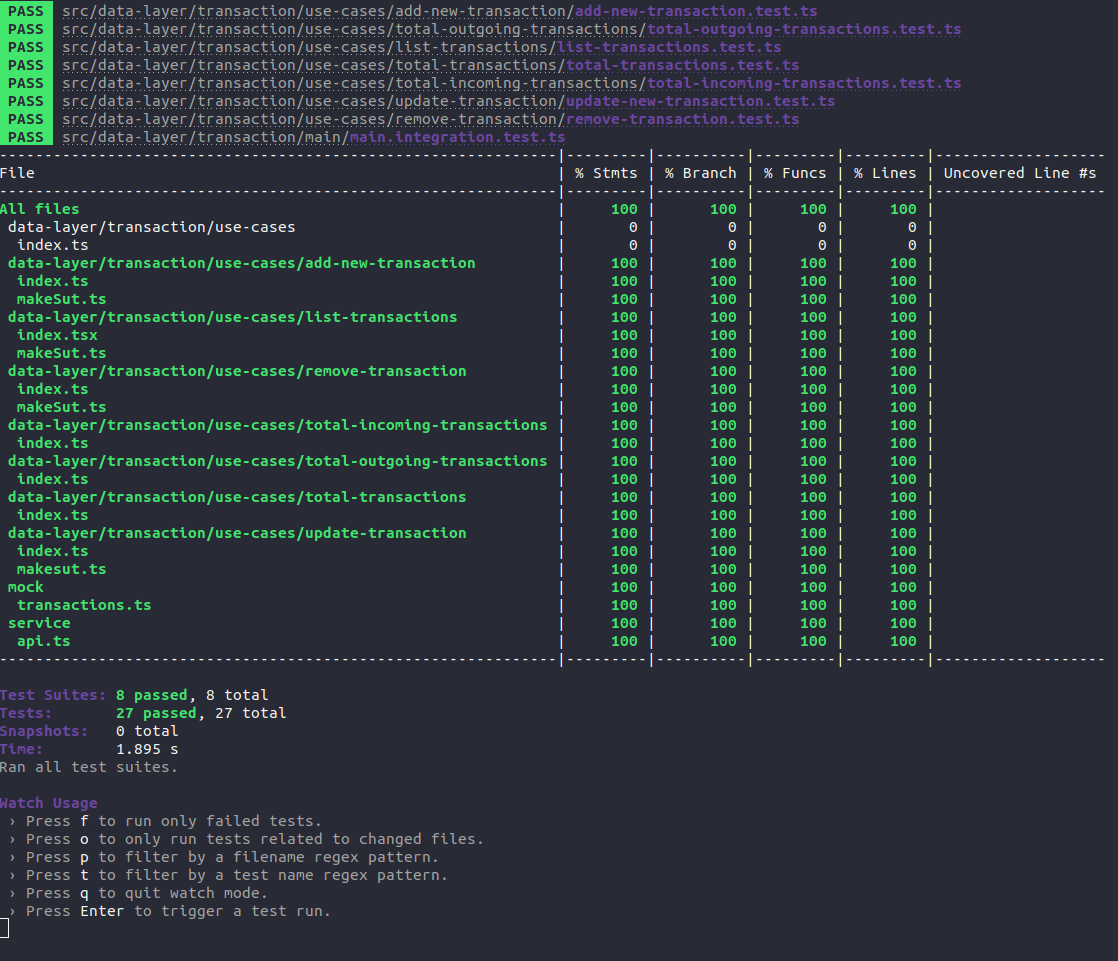 PASS src/data-layer/transaction/use-cases/add-new-transaction/add-new-transaction.test.ts
PASS src/data-layer/transaction/use-cases/total-outgoing-transactions/total-outgoing-transactions.test.ts
PASS src/data-layer/transaction/use-cases/list-transactions/list-transactions.test.ts
PASS src/data-layer/transaction/use-cases/total-transactions/total-transactions.test.ts
PASS src/data-layer/transaction/use-cases/total-incoming-transactions/total-incoming-transactions.test.ts
PASS src/data-layer/transaction/use-cases/update-transaction/update-new-transaction.test.ts
PASS src/data-layer/transaction/use-cases/remove-transaction/remove-transaction.test.ts
PASS src/data-layer/transaction/main/main.integration.test.ts
--------------------------------------------------------------|---------|----------|---------|---------|-------------------
File | % Stmts | % Branch | % Funcs | % Lines | Uncovered Line #s
--------------------------------------------------------------|---------|----------|---------|---------|-------------------
All files | 100 | 100 | 100 | 100 |
data-layer/transaction/use-cases | 0 | 0 | 0 | 0 |
index.ts | 0 | 0 | 0 | 0 |
data-layer/transaction/use-cases/add-new-transaction | 100 | 100 | 100 | 100 |
index.ts | 100 | 100 | 100 | 100 |
makeSut.ts | 100 | 100 | 100 | 100 |
data-layer/transaction/use-cases/list-transactions | 100 | 100 | 100 | 100 |
index.tsx | 100 | 100 | 100 | 100 |
makeSut.ts | 100 | 100 | 100 | 100 |
data-layer/transaction/use-cases/remove-transaction | 100 | 100 | 100 | 100 |
index.ts | 100 | 100 | 100 | 100 |
makeSut.ts | 100 | 100 | 100 | 100 |
data-layer/transaction/use-cases/total-incoming-transactions | 100 | 100 | 100 | 100 |
index.ts | 100 | 100 | 100 | 100 |
data-layer/transaction/use-cases/total-outgoing-transactions | 100 | 100 | 100 | 100 |
index.ts | 100 | 100 | 100 | 100 |
data-layer/transaction/use-cases/total-transactions | 100 | 100 | 100 | 100 |
index.ts | 100 | 100 | 100 | 100 |
data-layer/transaction/use-cases/update-transaction | 100 | 100 | 100 | 100 |
index.ts | 100 | 100 | 100 | 100 |
makesut.ts | 100 | 100 | 100 | 100 |
mock | 100 | 100 | 100 | 100 |
transactions.ts | 100 | 100 | 100 | 100 |
service | 100 | 100 | 100 | 100 |
api.ts | 100 | 100 | 100 | 100 |
--------------------------------------------------------------|---------|----------|---------|---------|-------------------
Test Suites: 8 passed, 8 total
Tests: 27 passed, 27 total
Snapshots: 0 total
Time: 1.895 s
Ran all test suites.
Watch Usage
› Press f to run only failed tests.
› Press o to only run tests related to changed files.
› Press p to filter by a filename regex pattern.
› Press t to filter by a test name regex pattern.
› Press q to quit watch mode.
› Press Enter to trigger a test run.